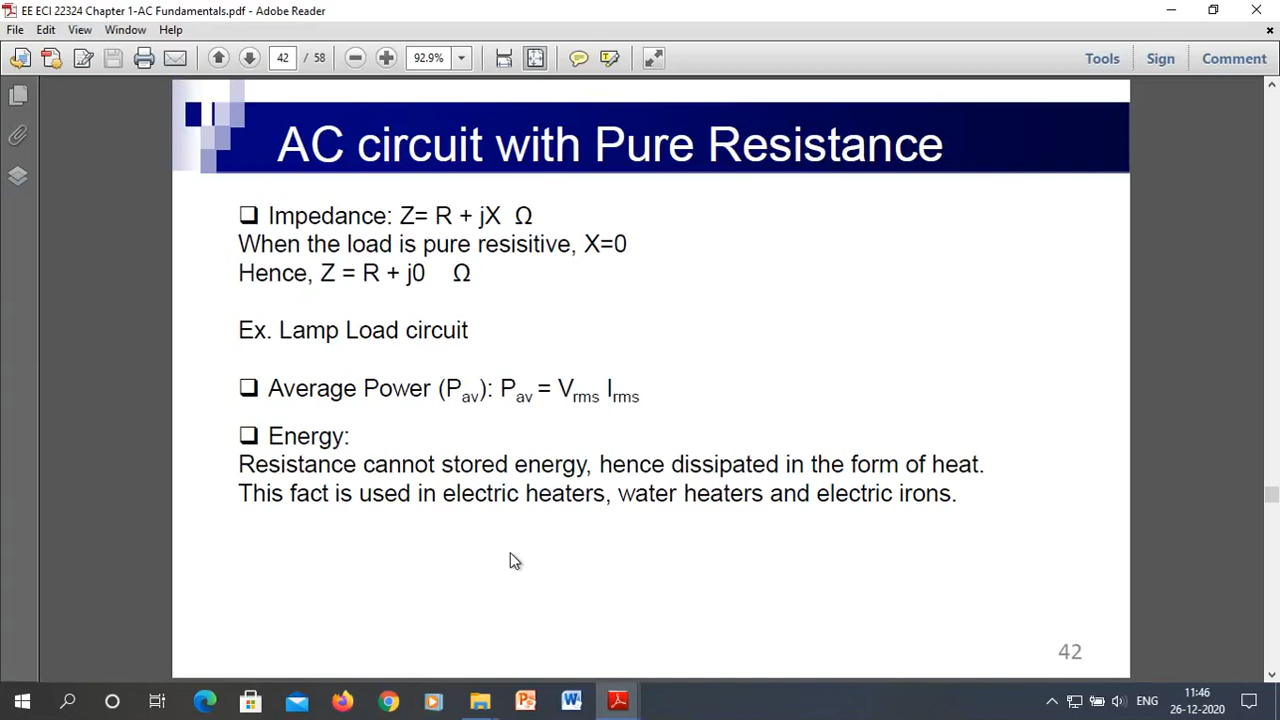 EE ECI 22324 Chapter 1-AC Fundamentals.pdf - Adobe Reader
File Edit View Window Help
42 / 58 92.9% Tools Sign Comment
AC circuit with Pure Resistance
❑ Impedance: Z= R + jX Ω
When the load is pure resisitive, X=0
Hence, Z = R + j0 Ω
Ex. Lamp Load circuit
❑ Average Power (Pav): Pav = Vrms Irms
❑ Energy:
Resistance cannot stored energy, hence dissipated in the form of heat.
This fact is used in electric heaters, water heaters and electric irons.
42
ENG 11:46
26-12-2020